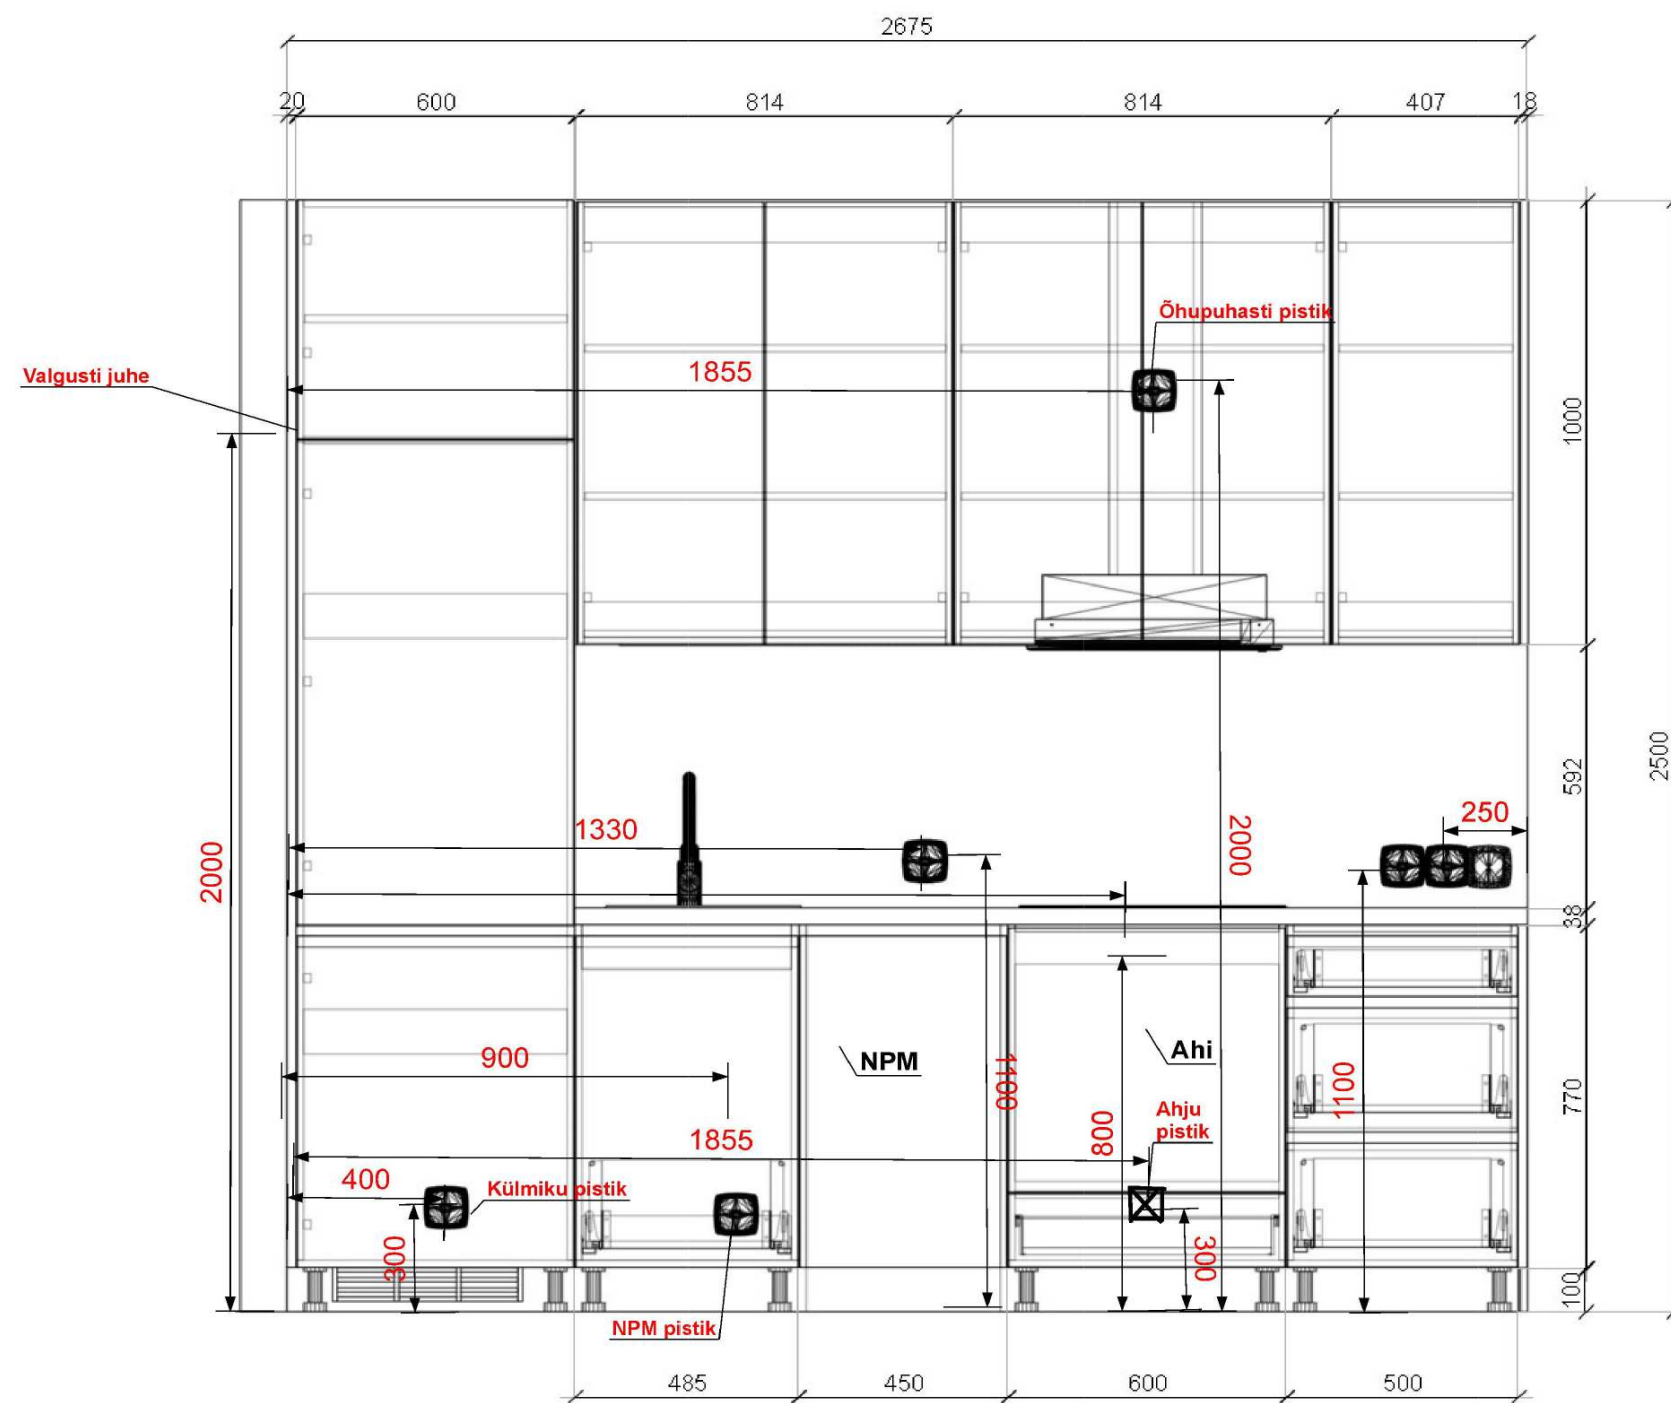 2675
20 600 814 814 407 18
Õhupuhasti pistik
Valgusti juhe
1855
1000
2500
592
250
1330
2000
2000
38
NPM
Ahi
900
1100
1100
770
800
Ahju
pistik
1855
400
Külmiku pistik
300
300
100
NPM pistik
485 450 600 500